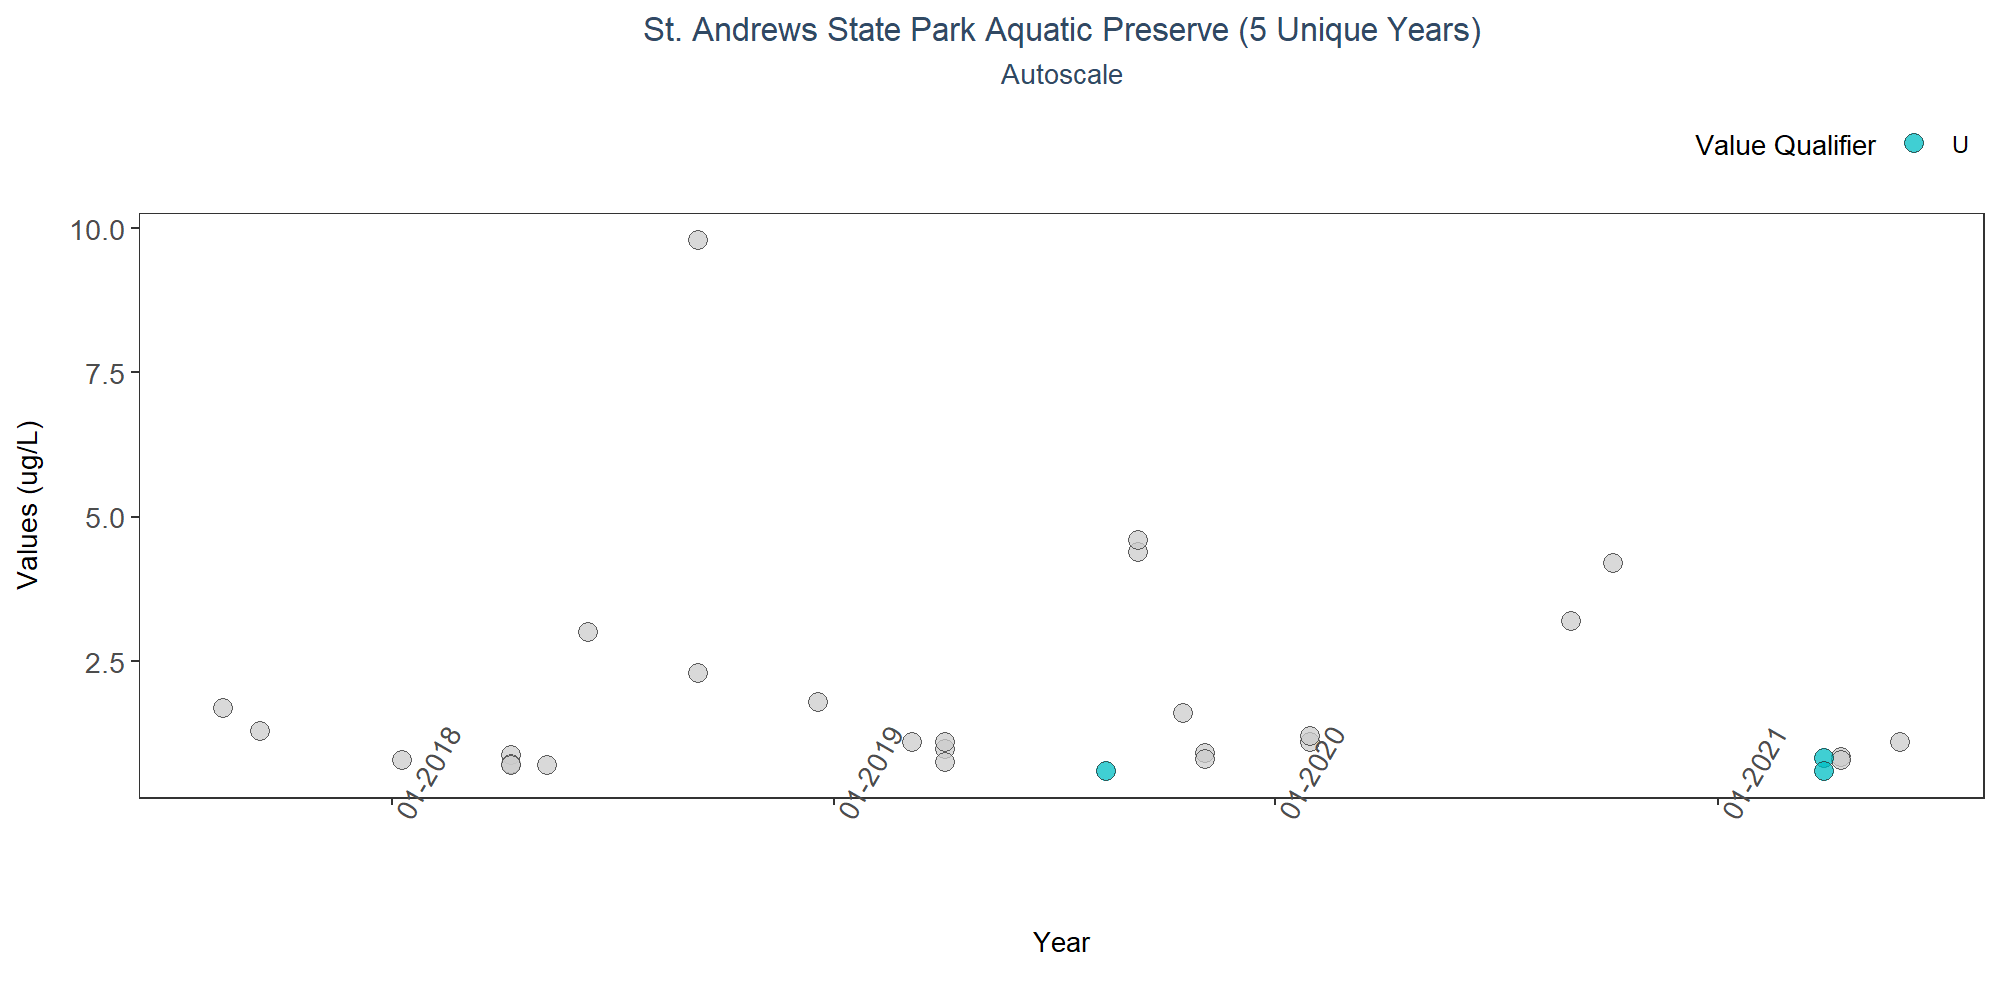 St. Andrews State Park Aquatic Preserve (5 Unique Years)
Autoscale
Value Qualifier U
10.0
7.5
5.0
2.5
Values (ug/L)
01-2018
01-2019
01-2020
01-2021
Year